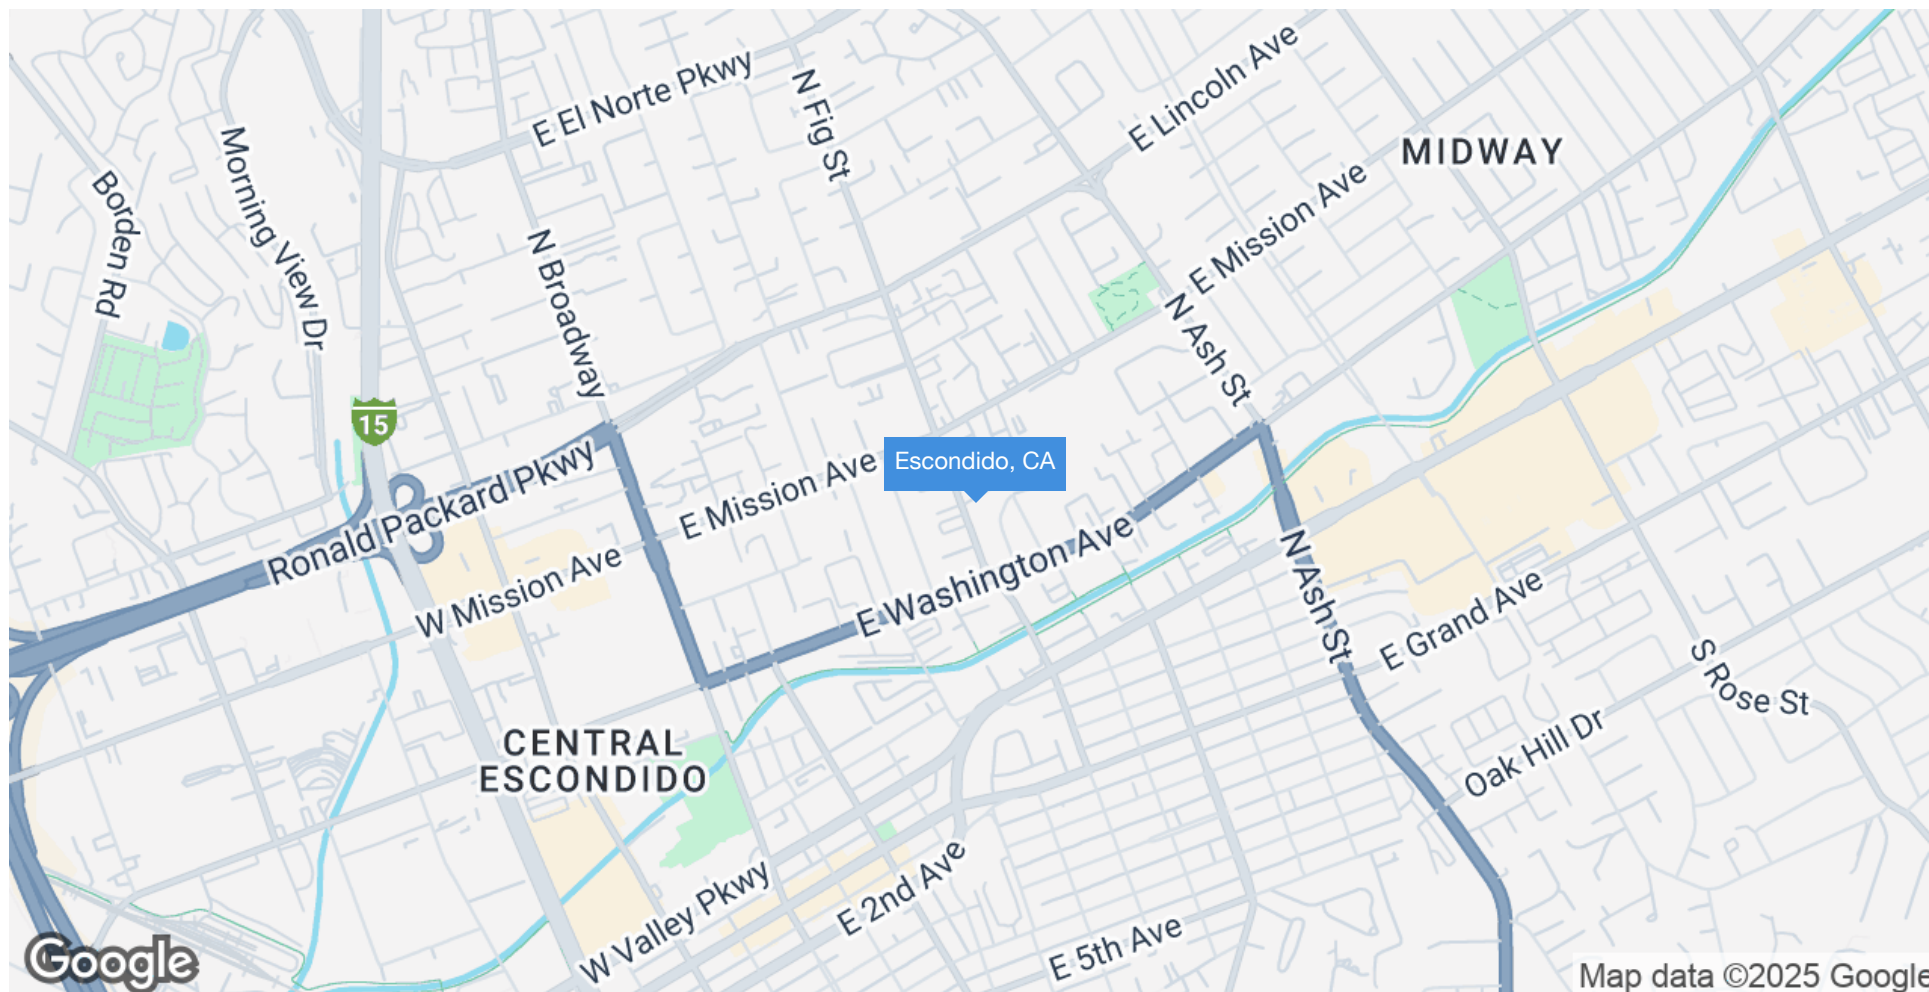 E El Norte Pkwy
N Fig St
E Lincoln Ave
MIDWAY
Morning View Dr
Borden Rd
N Broadway
E Mission Ave
N Ash St
15
Ronald Packard Pkwy
E Mission Ave
Escondido, CA
W Mission Ave
E Washington Ave
N Ash St
E Grand Ave
S Rose St
CENTRAL
ESCONDIDO
Oak Hill Dr
W Valley Pkwy
E 2nd Ave
E 5th Ave
Google
Map data ©2025 Google